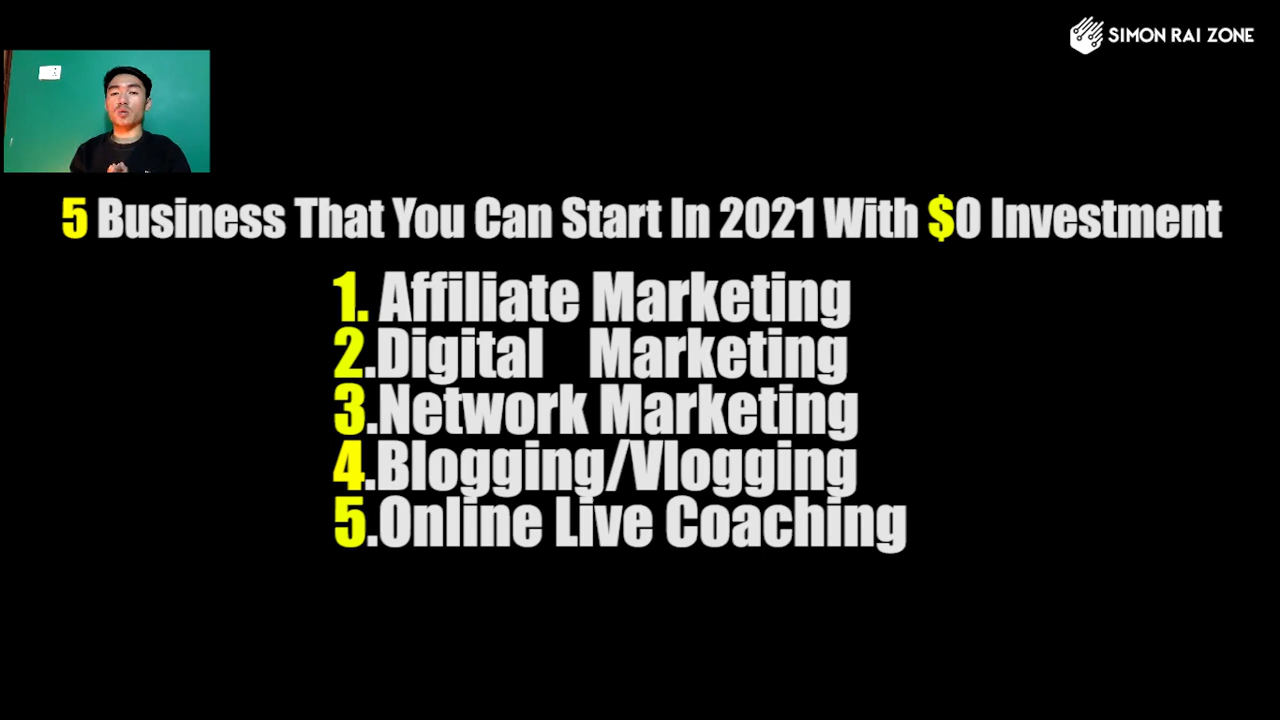 SIMON RAI ZONE
5 Business That You Can Start In 2021 With $0 Investment
1. Affiliate Marketing
2.Digital Marketing
3.Network Marketing
4.Blogging/Vlogging
5.Online Live Coaching